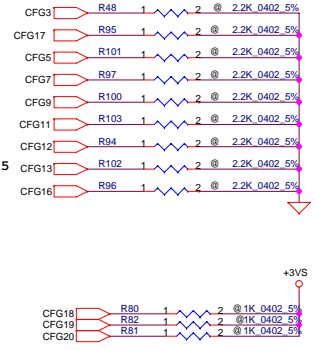 CFG3 R48 1 2 @ 2.2K_0402_5%
CFG17 R95 1 2 @ 2.2K_0402_5%
CFG5 R101 1 2 @ 2.2K_0402_5%
CFG7 R97 1 2 @ 2.2K_0402_5%
CFG9 R100 1 2 @ 2.2K_0402_5%
CFG11 R103 1 2 @ 2.2K_0402_5%
CFG12 R94 1 2 @ 2.2K_0402_5%
5 CFG13 R102 1 2 @ 2.2K_0402_5%
CFG16 R96 1 2 @ 2.2K_0402_5%
+3VS
CFG18 R80 1 2 @ 1K_0402_5%
CFG19 R82 1 2 @1K_0402_5%
CFG20 R81 1 2 @ 1K_0402_5%